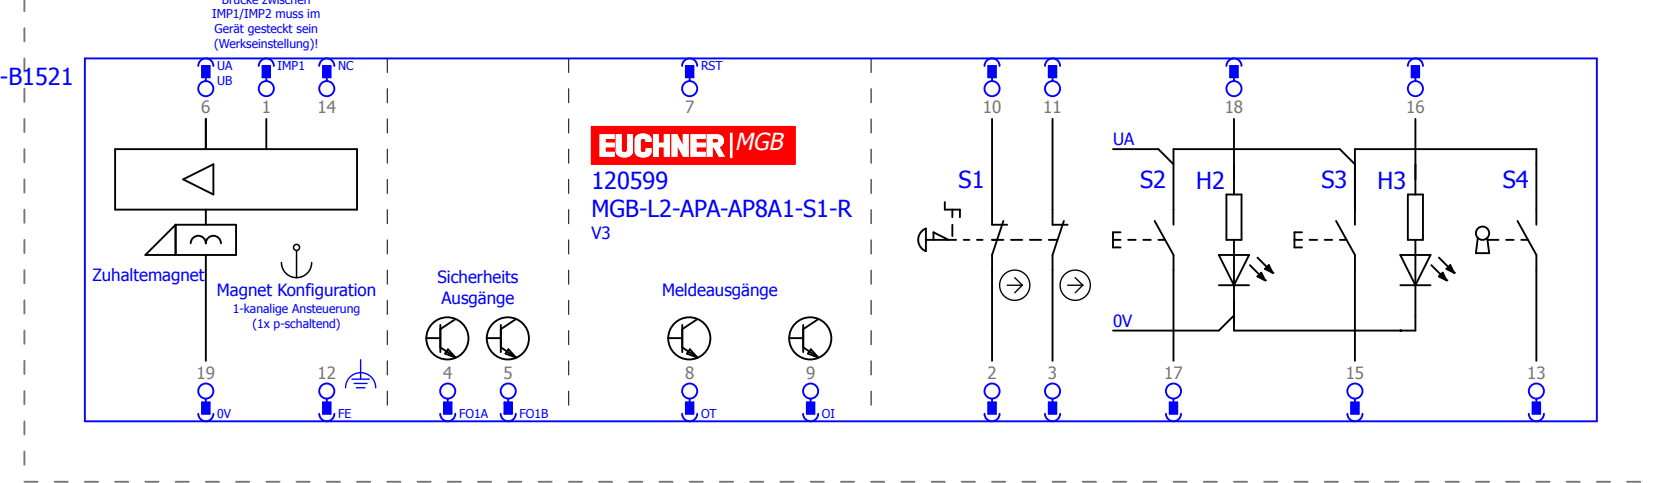 Brücke zwischen
IMP1/IMP2 muss im
Gerät gesteckt sein
(Werkseinstellung)!
-B1521
UA
UB
IMP1
NC
RST
6
1
14
7
10
11
18
16
EUCHNER|MGB
120599
MGB-L2-APA-AP8A1-S1-R
V3
UA
S1
S2
H2
S3
H3
S4
Zuhaltemagnet
Magnet Konfiguration
1-kanalige Ansteuerung
(1x p-schaltend)
Sicherheits
Ausgänge
Meldeausgänge
0V
19
12
4
5
8
9
2
3
17
15
13
0V
FE
FO1A
FO1B
OT
OI